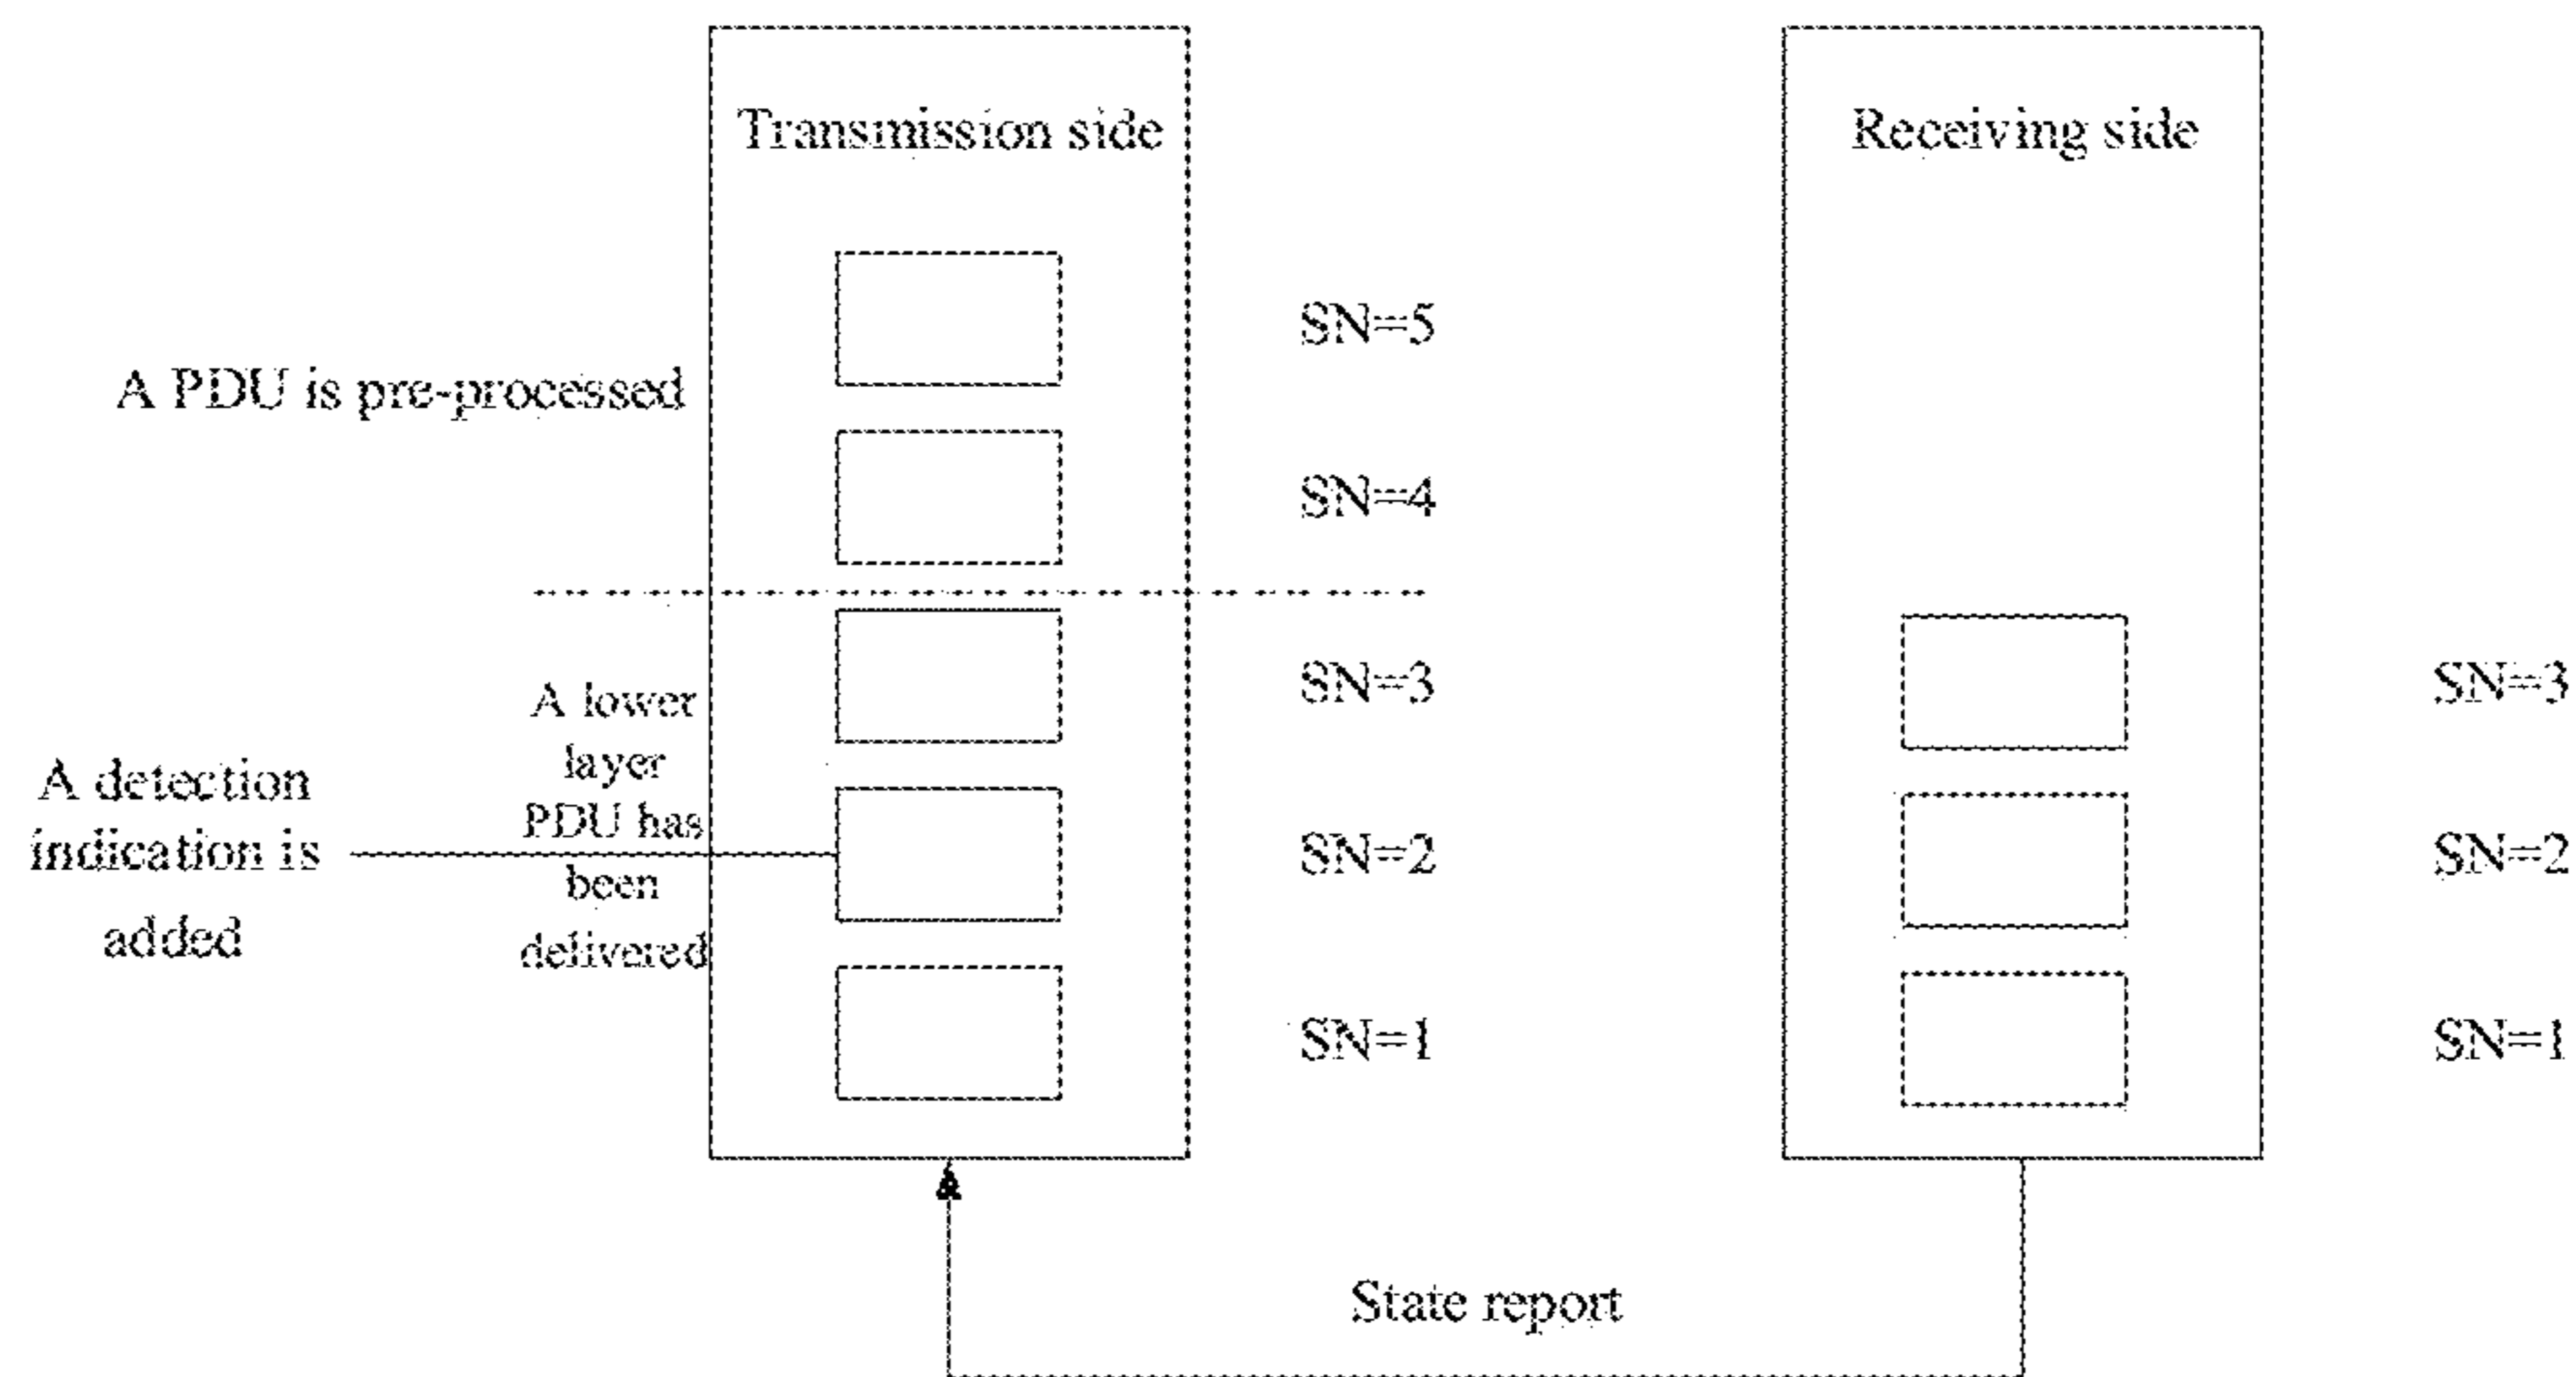 Transmission side
Receiving side
SN=5
A PDU is pre-processed
SN=4
A lower
layer
PDU has
been
delivered
SN=3
SN=3
A detection
indication is
added
SN=2
SN=2
SN=1
SN=1
State report